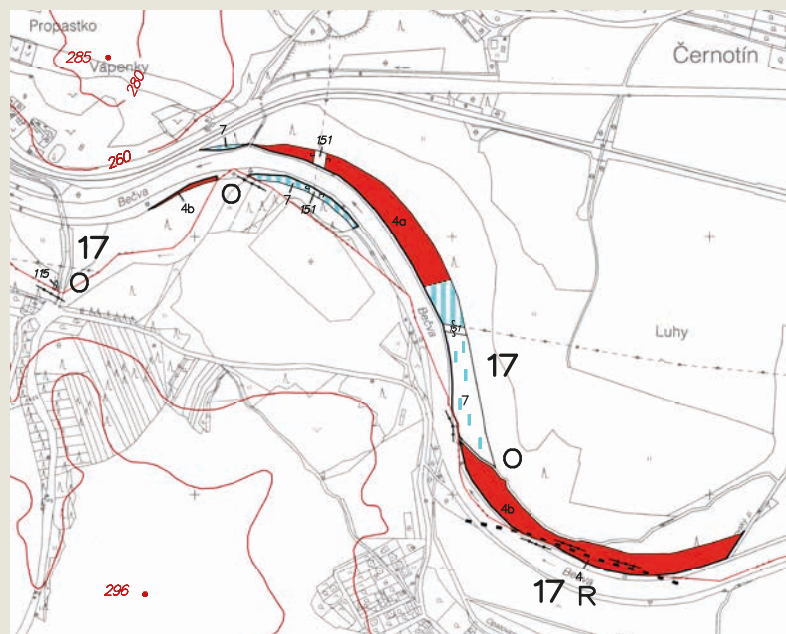 Propastko
285
Vápenky
280
Černotín
260
7
151
Bečva
4b
O
7
151
4a
17
115
O
Bečva
151
17
Luhy
7
O
4b
4
Bečva
296
17 R